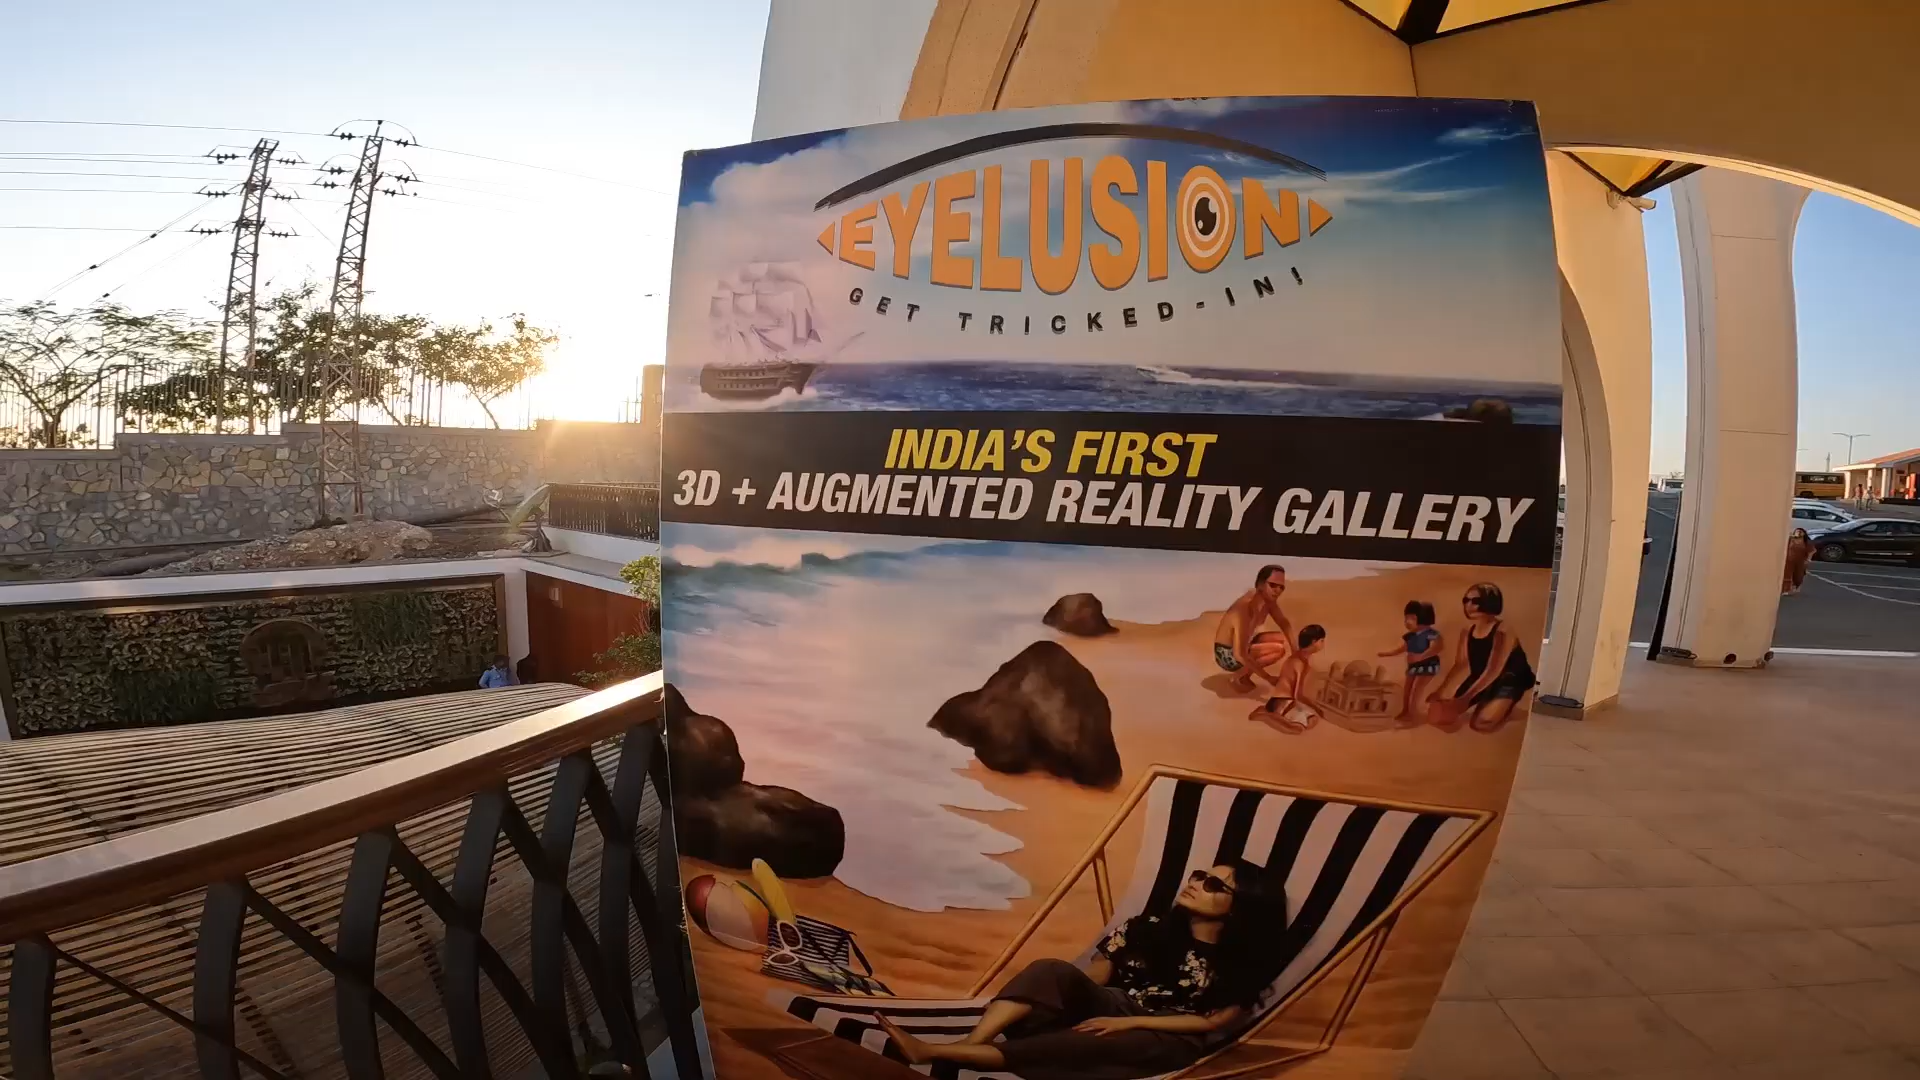 EYELUSION
GET TRICKED-IN!
INDIA'S FIRST
3D + AUGMENTED REALITY GALLERY